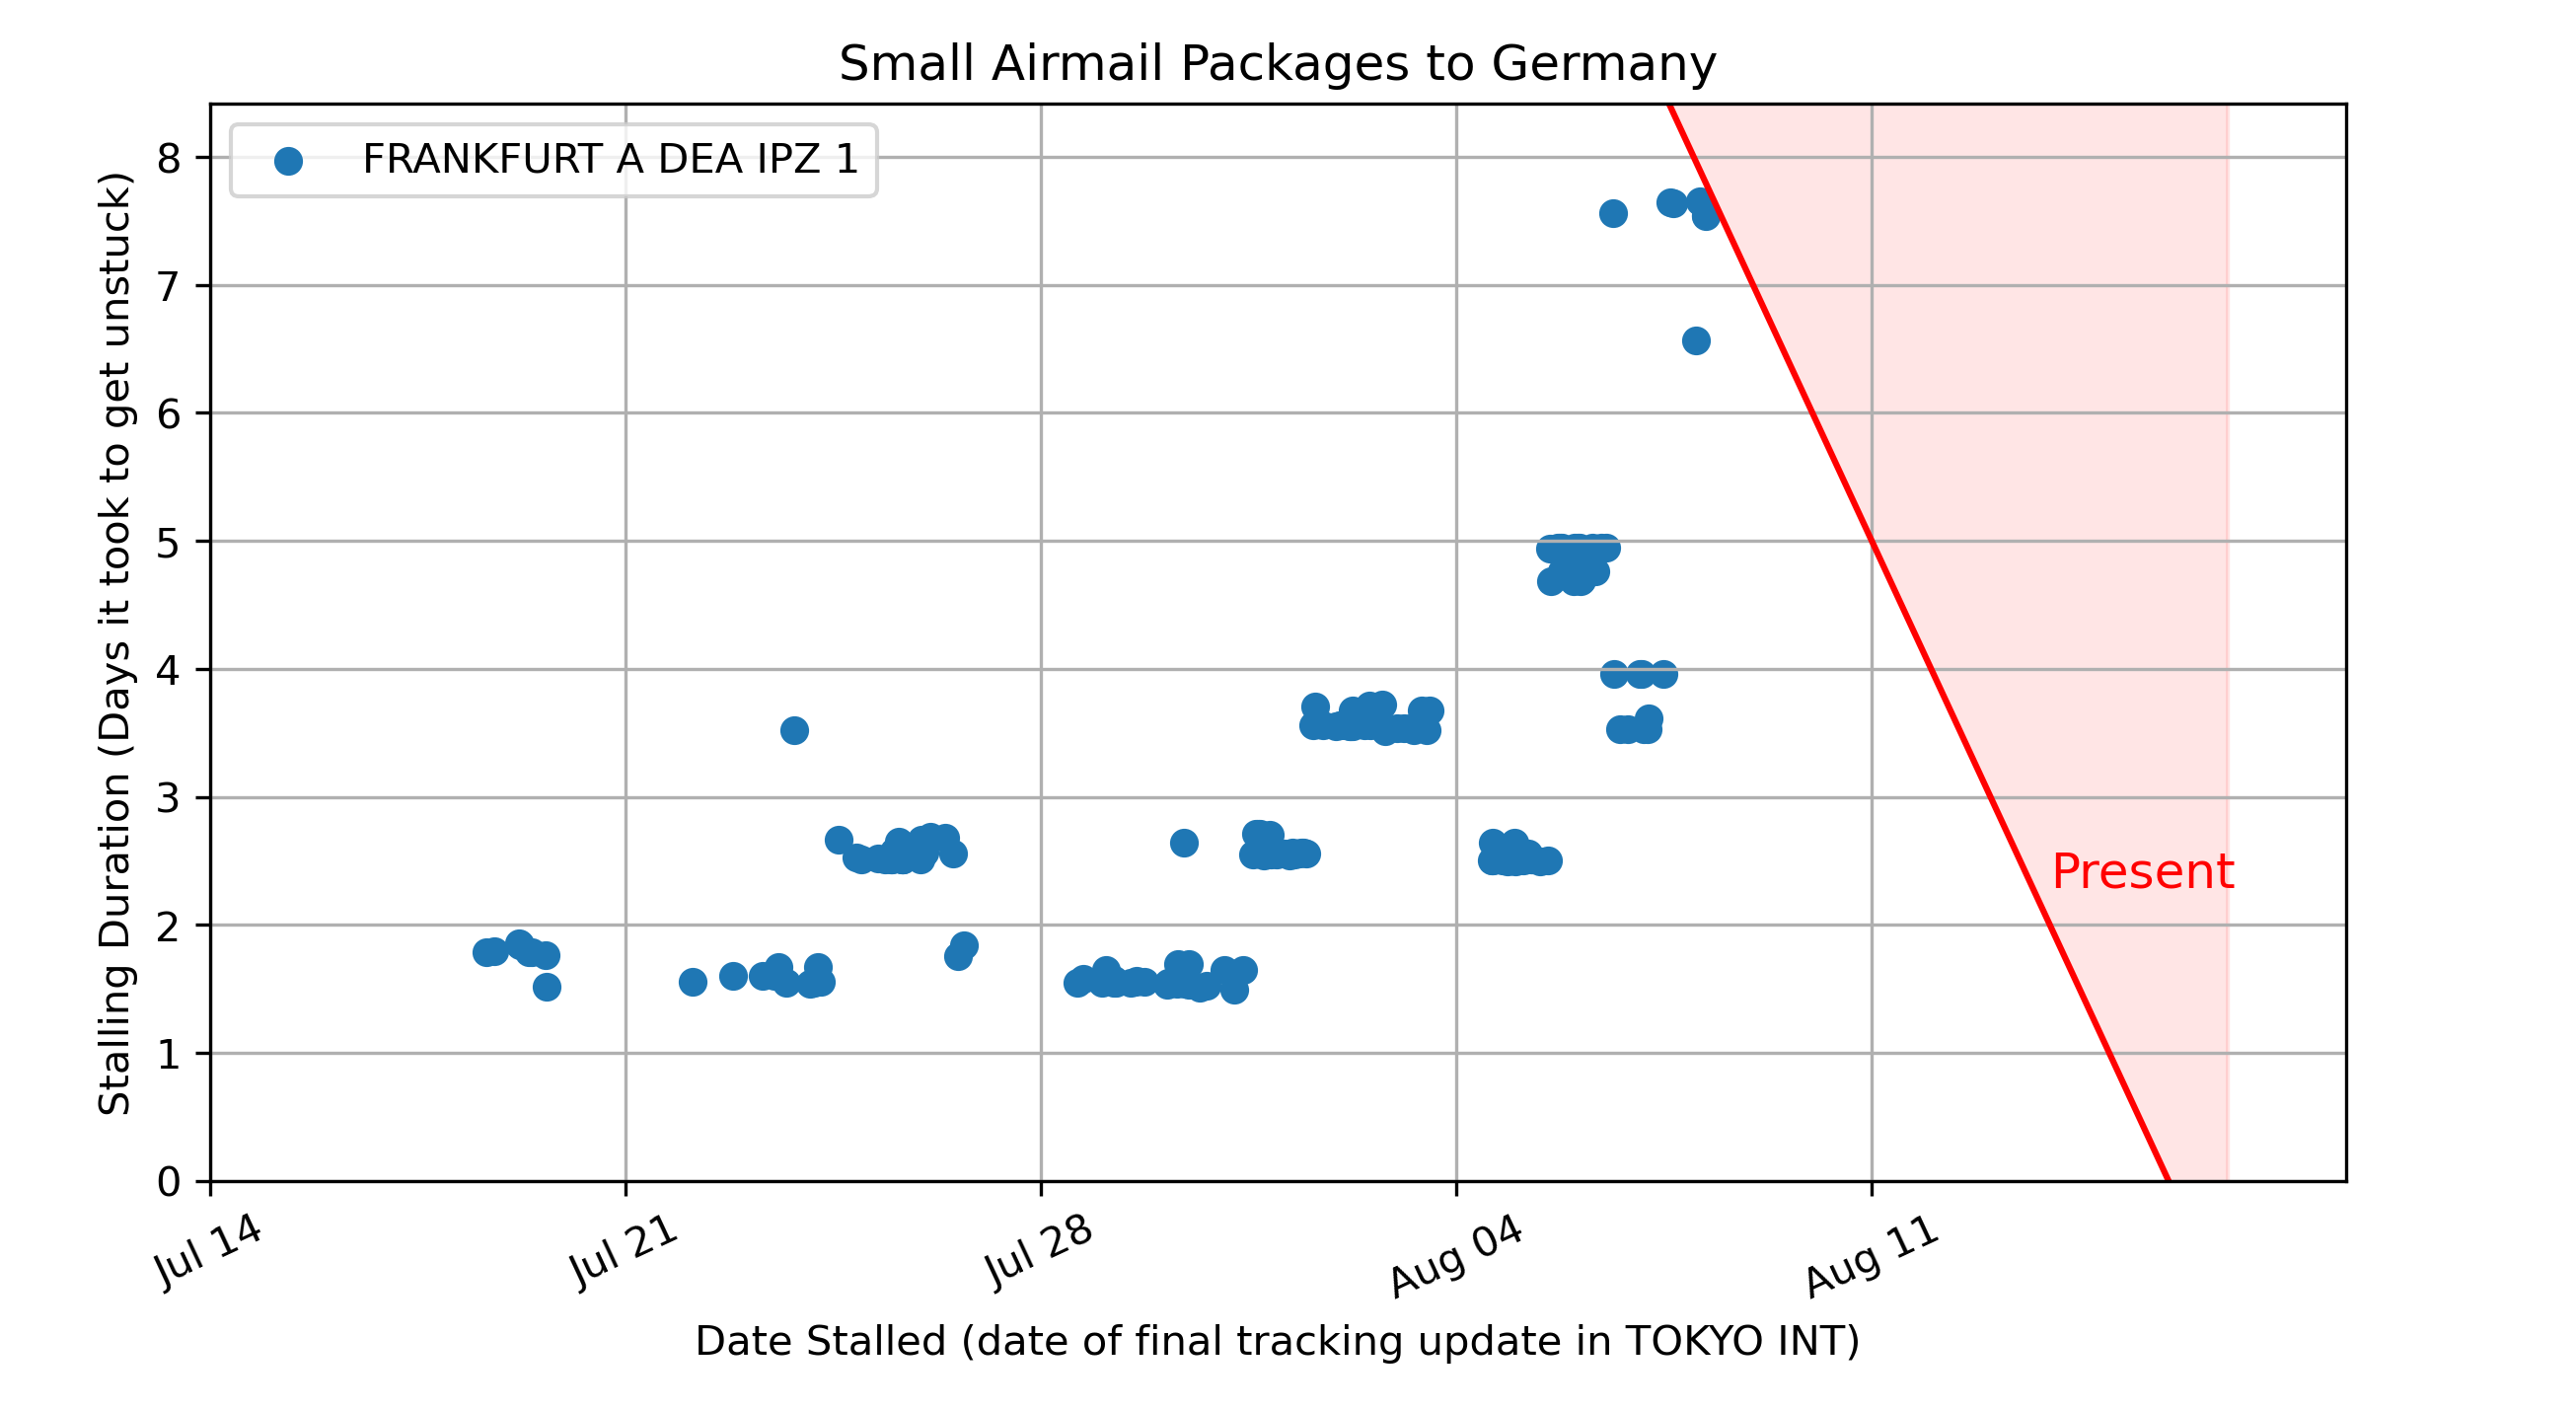 Small Airmail Packages to Germany
FRANKFURT A DEA IPZ 1
Stalling Duration (Days it took to get unstuck)
8
7
6
5
4
3
2
1
0
Present
Jul 14
Jul 21
Jul 28
Aug 04
Aug 11
Date Stalled (date of final tracking update in TOKYO INT)